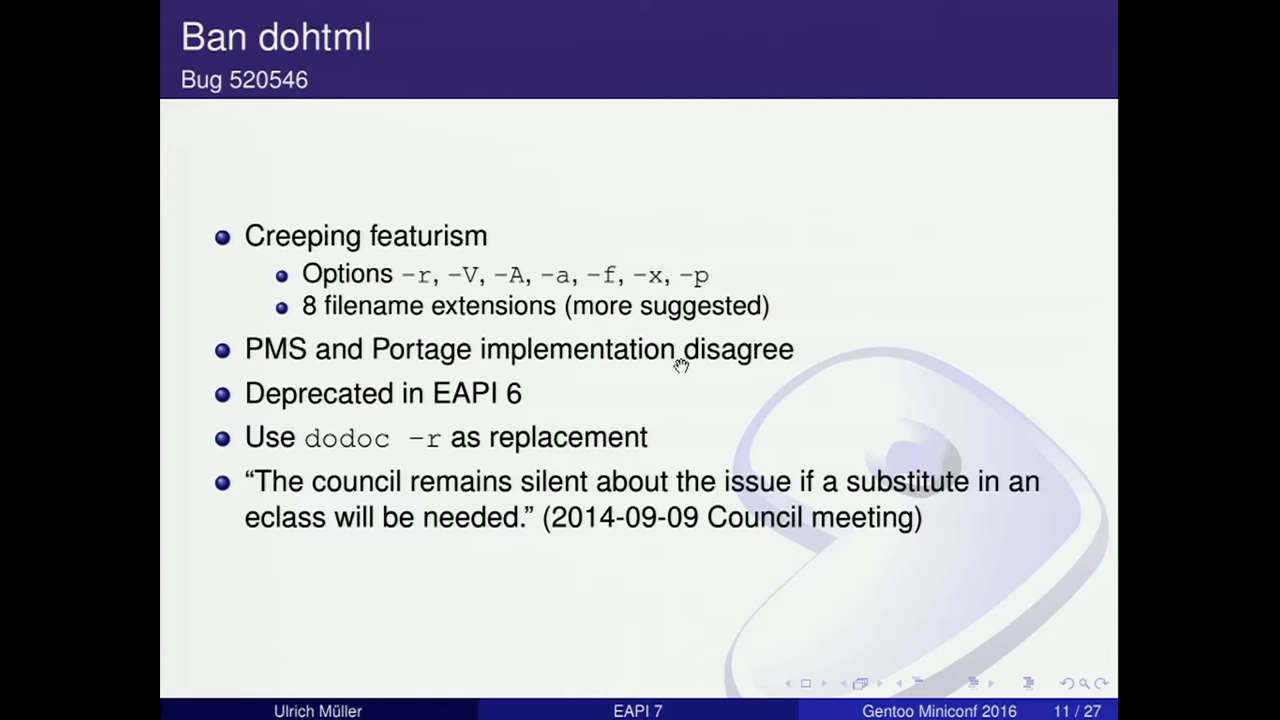 Ban dohtml
Bug 520546
Creeping featurism
Options -r, -V, -A, -a, -f, -x, -p
8 filename extensions (more suggested)
PMS and Portage implementation disagree
Deprecated in EAPI 6
Use dodoc -r as replacement
“The council remains silent about the issue if a substitute in an
eclass will be needed.” (2014-09-09 Council meeting)
Ulrich Müller
EAPI 7
Gentoo Miniconf 2016
11 / 27